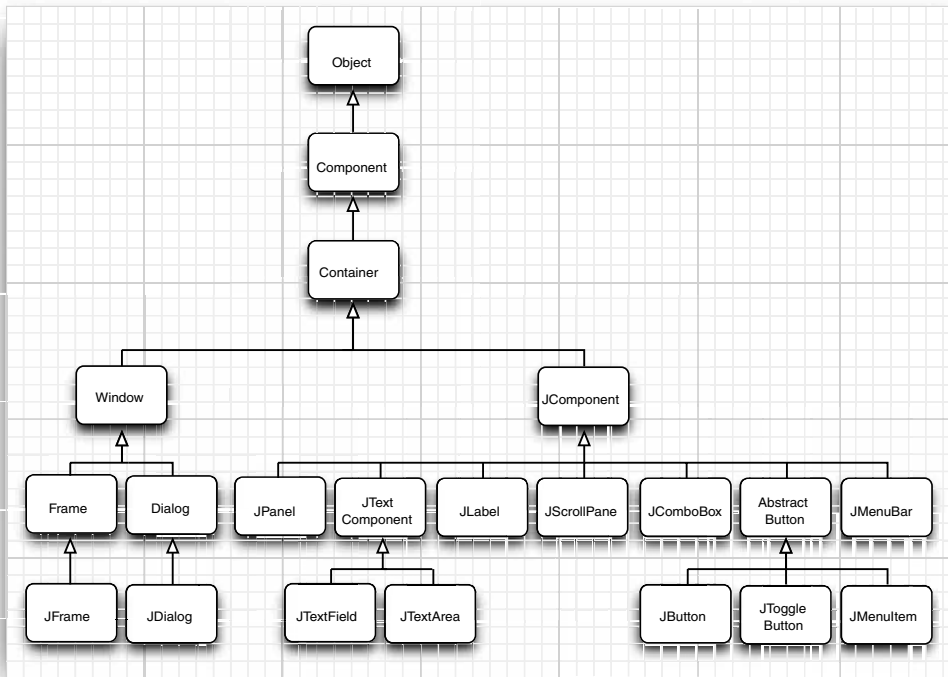 Object
Component
Container
Window
JComponent
Frame
Dialog
JPanel
JText
Component
JLabel
JScrollPane
JComboBox
Abstract
Button
JMenuBar
JFrame
JDialog
JTextField
JTextArea
JButton
JToggle
Button
JMenuItem